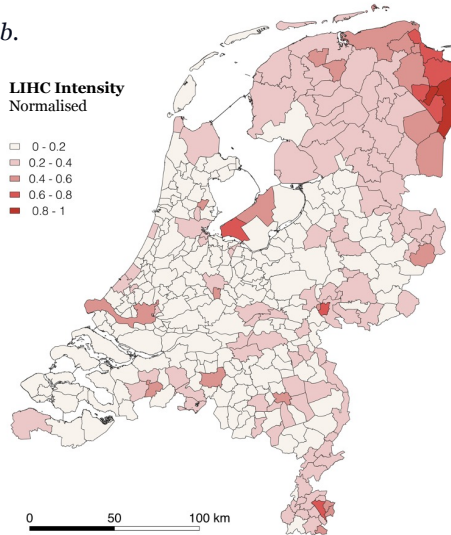 b.
LIHC Intensity
Normalised
0 - 0.2
0.2 - 0.4
0.4 - 0.6
0.6 - 0.8
0.8 - 1
0 50 100 km